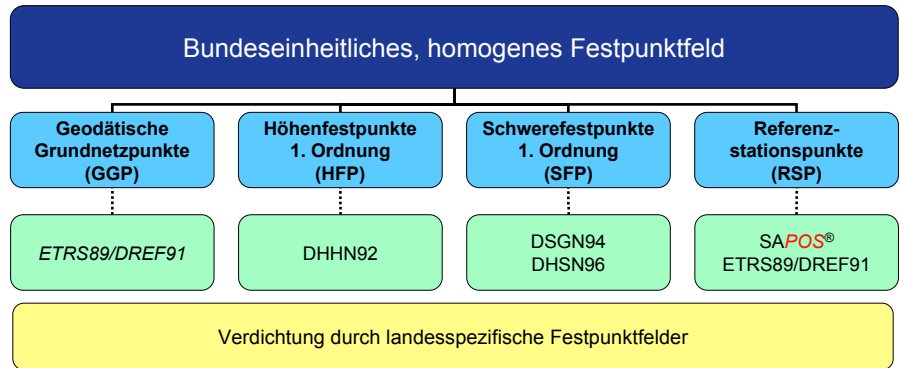 Bundeseinheitliches, homogenes Festpunktfeld
Geodätische
Grundnetzpunkte
(GGP)
Höhenfestpunkte
1. Ordnung
(HFP)
Schwerefestpunkte
1. Ordnung
(SFP)
Referenz-
stationspunkte
(RSP)
ETRS89/DREF91
DHHN92
DSGN94
DHSN96
SAPOS®
ETRS89/DREF91
Verdichtung durch landesspezifische Festpunktfelder